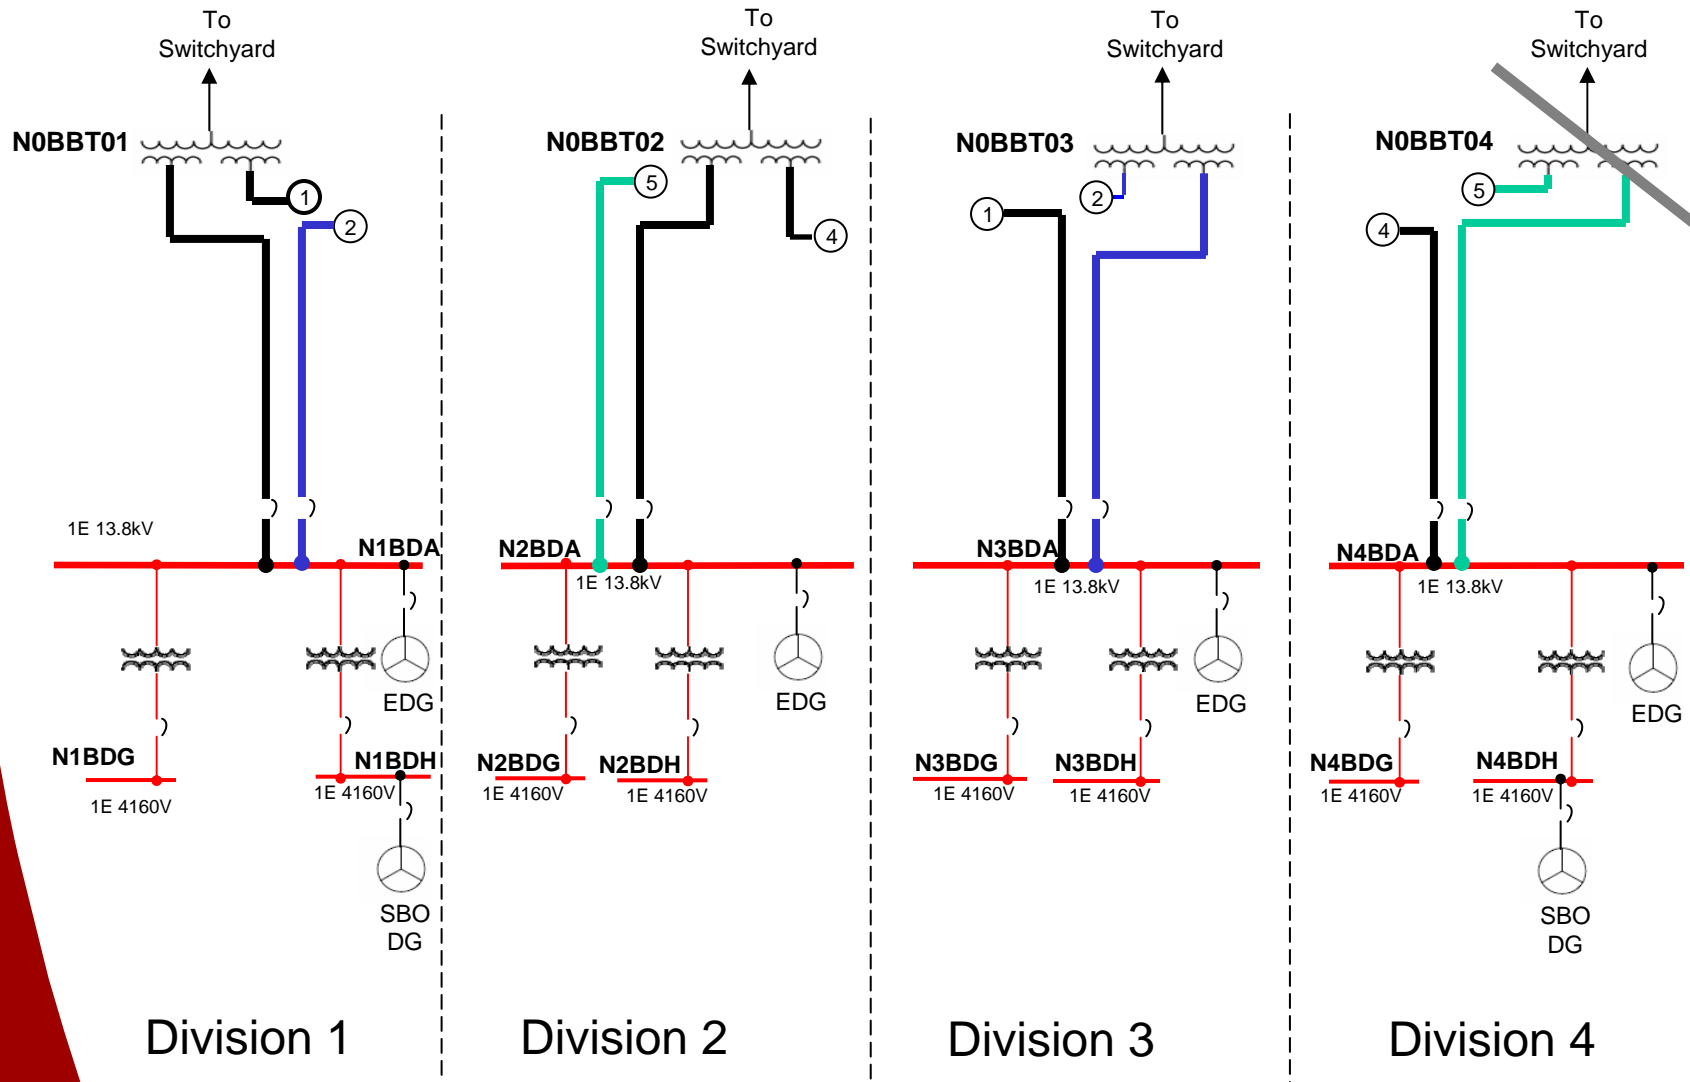 To
Switchyard
To
Switchyard
To
Switchyard
To
Switchyard
N0BBT01
N0BBT02
N0BBT03
N0BBT04
1
2
5
4
1
2
5
4
1E 13.8kV
N1BDA
N2BDA
1E 13.8kV
N3BDA
1E 13.8kV
N4BDA
1E 13.8kV
EDG
EDG
EDG
EDG
N1BDG
1E 4160V
N1BDH
1E 4160V
N2BDG
1E 4160V
N2BDH
1E 4160V
N3BDG
1E 4160V
N3BDH
1E 4160V
N4BDG
1E 4160V
N4BDH
1E 4160V
SBO
DG
SBO
DG
Division 1
Division 2
Division 3
Division 4